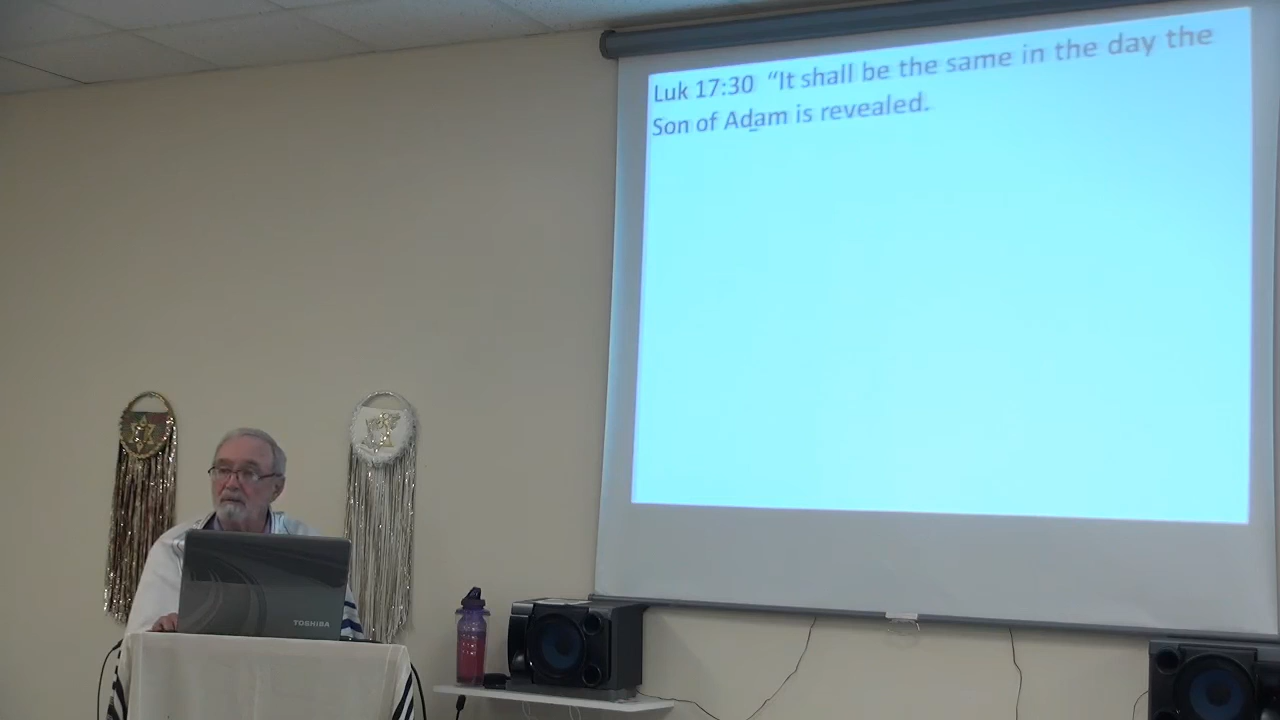 Luk 17:30 “It shall be the same in the day the
Son of Adam is revealed.
TOSHIBA